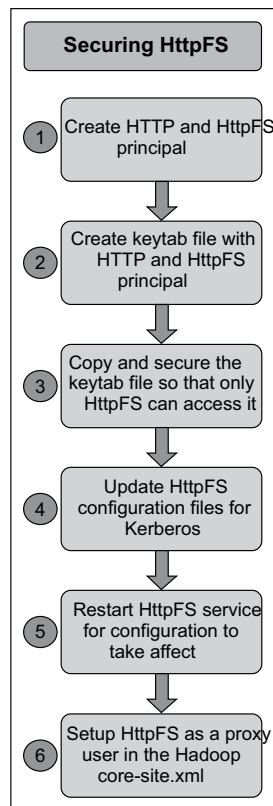 Securing HttpFS
1
Create HTTP and HttpFS
principal
2
Create keytab file with
HTTP and HttpFS
principal
3
Copy and secure the
keytab file so that only
HttpFS can access it
4
Update HttpFS
configuration files for
Kerberos
5
Restart HttpFS service
for configuration to
take affect
6
Setup HttpFS as a proxy
user in the Hadoop
core-site.xml